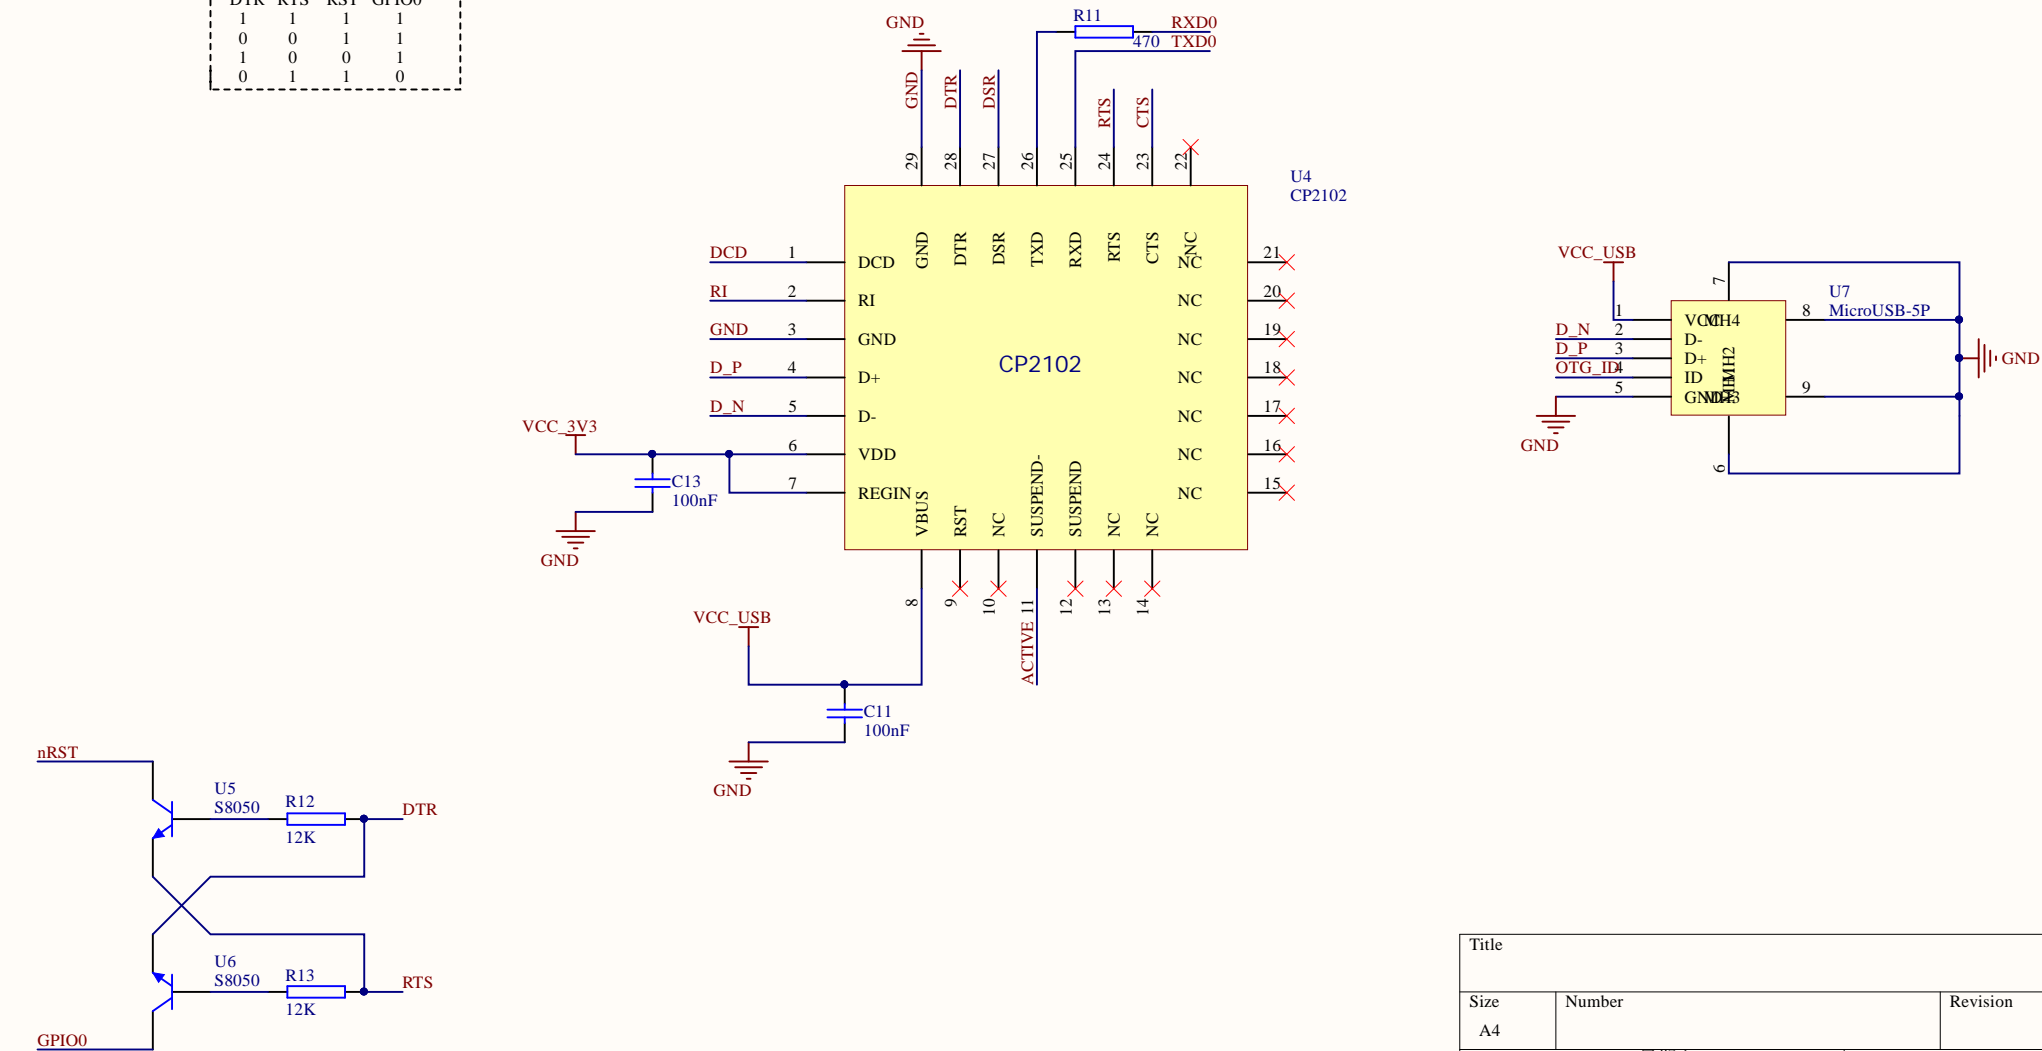 DTR RTS RST GPIO0
1 1 1 1
0 0 1 1
1 0 0 1
0 1 1 0
GND
R11
RXD0
470
TXD0
GND
DTR
DSR
RTS
CTS
29
28
27
26
25
24
23
22
U4
CP2102
GND
DTR
DSR
TXD
RXD
RTS
CTS
NC
DCD 1 DCD
RI 2 RI
GND 3 GND
D_P 4 D+
D_N 5 D-
6 VDD
7 REGIN
CP2102
NC 21
NC 20
NC 19
NC 18
NC 17
NC 16
NC 15
VBUS
RST
NC
SUSPEND-
SUSPEND
NC
NC
8
9
10
11
12
13
14
ACTIVE
VCC_3V3
C13
100nF
GND
VCC_USB
C11
100nF
GND
VCC_USB
U7
MicroUSB-5P
1 VCC MH4 8
D_N 2 D-
D_P 3 D+
OTG_ID 4 ID
5 GND MH3 9
MH2
7
6
GND
GND
nRST
U5
S8050
R12
12K
DTR
U6
S8050
R13
12K
RTS
GPIO0
Title
Size Number Revision
A4